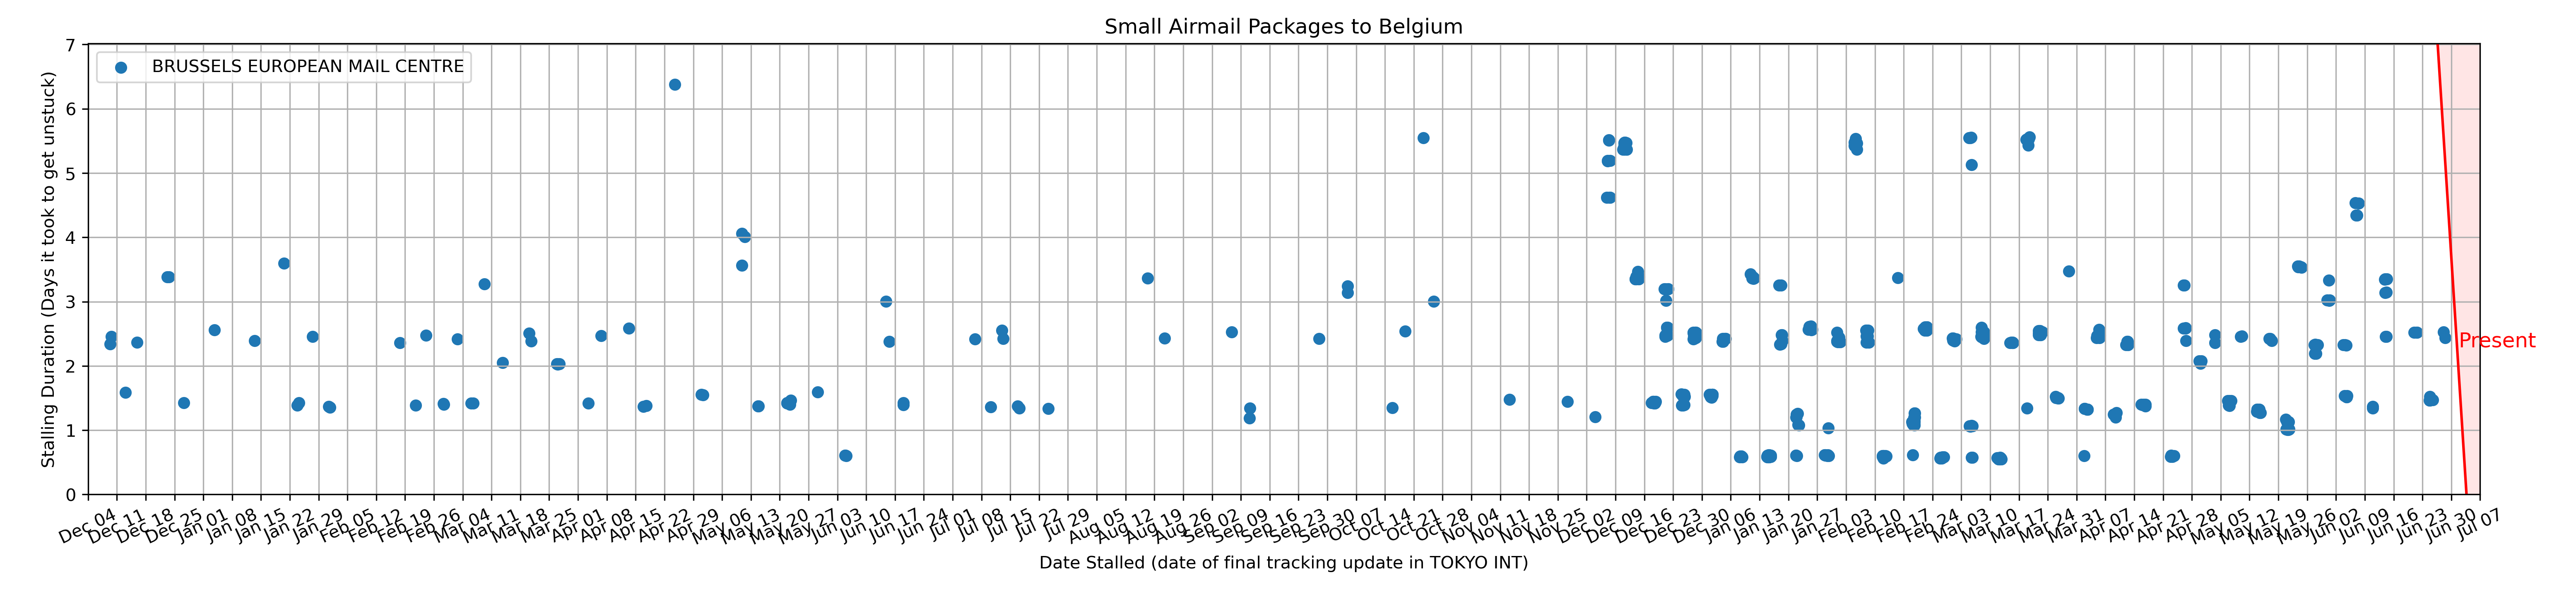 Small Airmail Packages to Belgium
BRUSSELS EUROPEAN MAIL CENTRE
Stalling Duration (Days it took to get unstuck)
7
6
5
4
3
2
1
0
Present
Dec 04
Dec 11
Dec 18
Dec 25
Jan 01
Jan 08
Jan 15
Jan 22
Jan 29
Feb 05
Feb 12
Feb 19
Feb 26
Mar 04
Mar 11
Mar 18
Mar 25
Apr 01
Apr 08
Apr 15
Apr 22
Apr 29
May 06
May 13
May 20
May 27
Jun 03
Jun 10
Jun 17
Jun 24
Jul 01
Jul 08
Jul 15
Jul 22
Jul 29
Aug 05
Aug 12
Aug 19
Aug 26
Sep 02
Sep 09
Sep 16
Sep 23
Sep 30
Oct 07
Oct 14
Oct 21
Oct 28
Nov 04
Nov 11
Nov 18
Nov 25
Dec 02
Dec 09
Dec 16
Dec 23
Dec 30
Jan 06
Jan 13
Jan 20
Jan 27
Feb 03
Feb 10
Feb 17
Feb 24
Mar 03
Mar 10
Mar 17
Mar 24
Mar 31
Apr 07
Apr 14
Apr 21
Apr 28
May 05
May 12
May 19
May 26
Jun 02
Jun 09
Jun 16
Jun 23
Jun 30
Jul 07
Date Stalled (date of final tracking update in TOKYO INT)